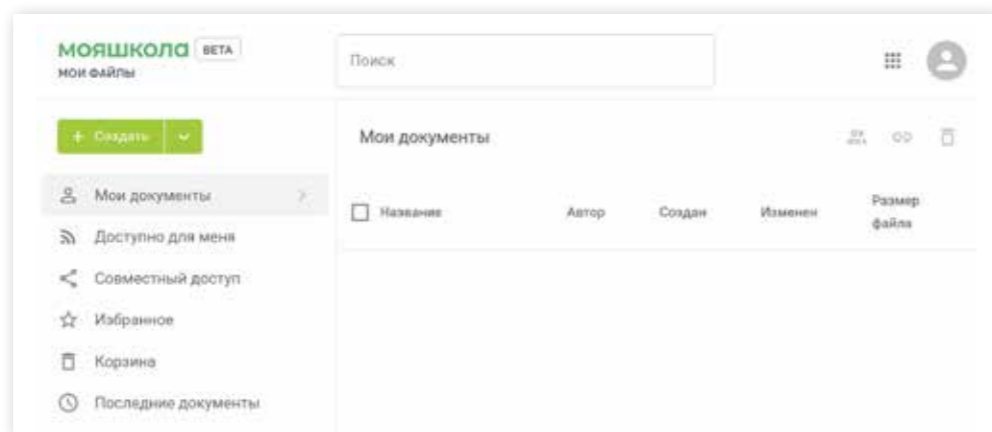 МОЯШКОЛА BETA
МОИ ФАЙЛЫ
Поиск
+ Создать
Мои документы
Доступно для меня
Совместный доступ
Избранное
Корзина
Последние документы
Мои документы
Название Автор Создан Изменен Размер
файла